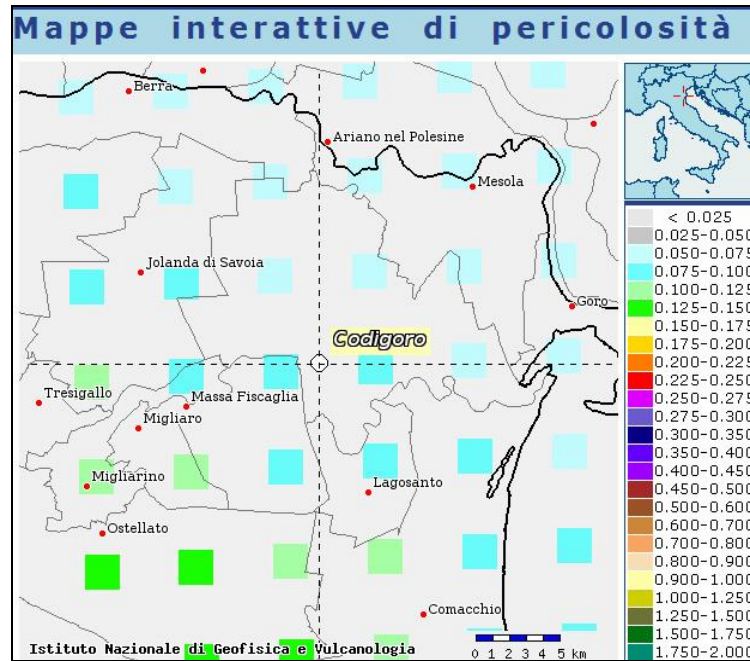 Mappe interattive di pericolosità
Berra
Ariano nel Polesine
Mesola
Jolanda di Savoia
Goro
Codigoro
Tresigallo
Massa Fiscaglia
Migliaro
Migliarino
Lagosanto
Ostellato
Comacchio
Istituto Nazionale di Geofisica e Vulcanologia
0 1 2 3 4 5 km
< 0.025
0.025-0.050
0.050-0.075
0.075-0.100
0.100-0.125
0.125-0.150
0.150-0.175
0.175-0.200
0.200-0.225
0.225-0.250
0.250-0.275
0.275-0.300
0.300-0.350
0.350-0.400
0.400-0.450
0.450-0.500
0.500-0.600
0.600-0.700
0.700-0.800
0.800-0.900
0.900-1.000
1.000-1.250
1.250-1.500
1.500-1.750
1.750-2.000